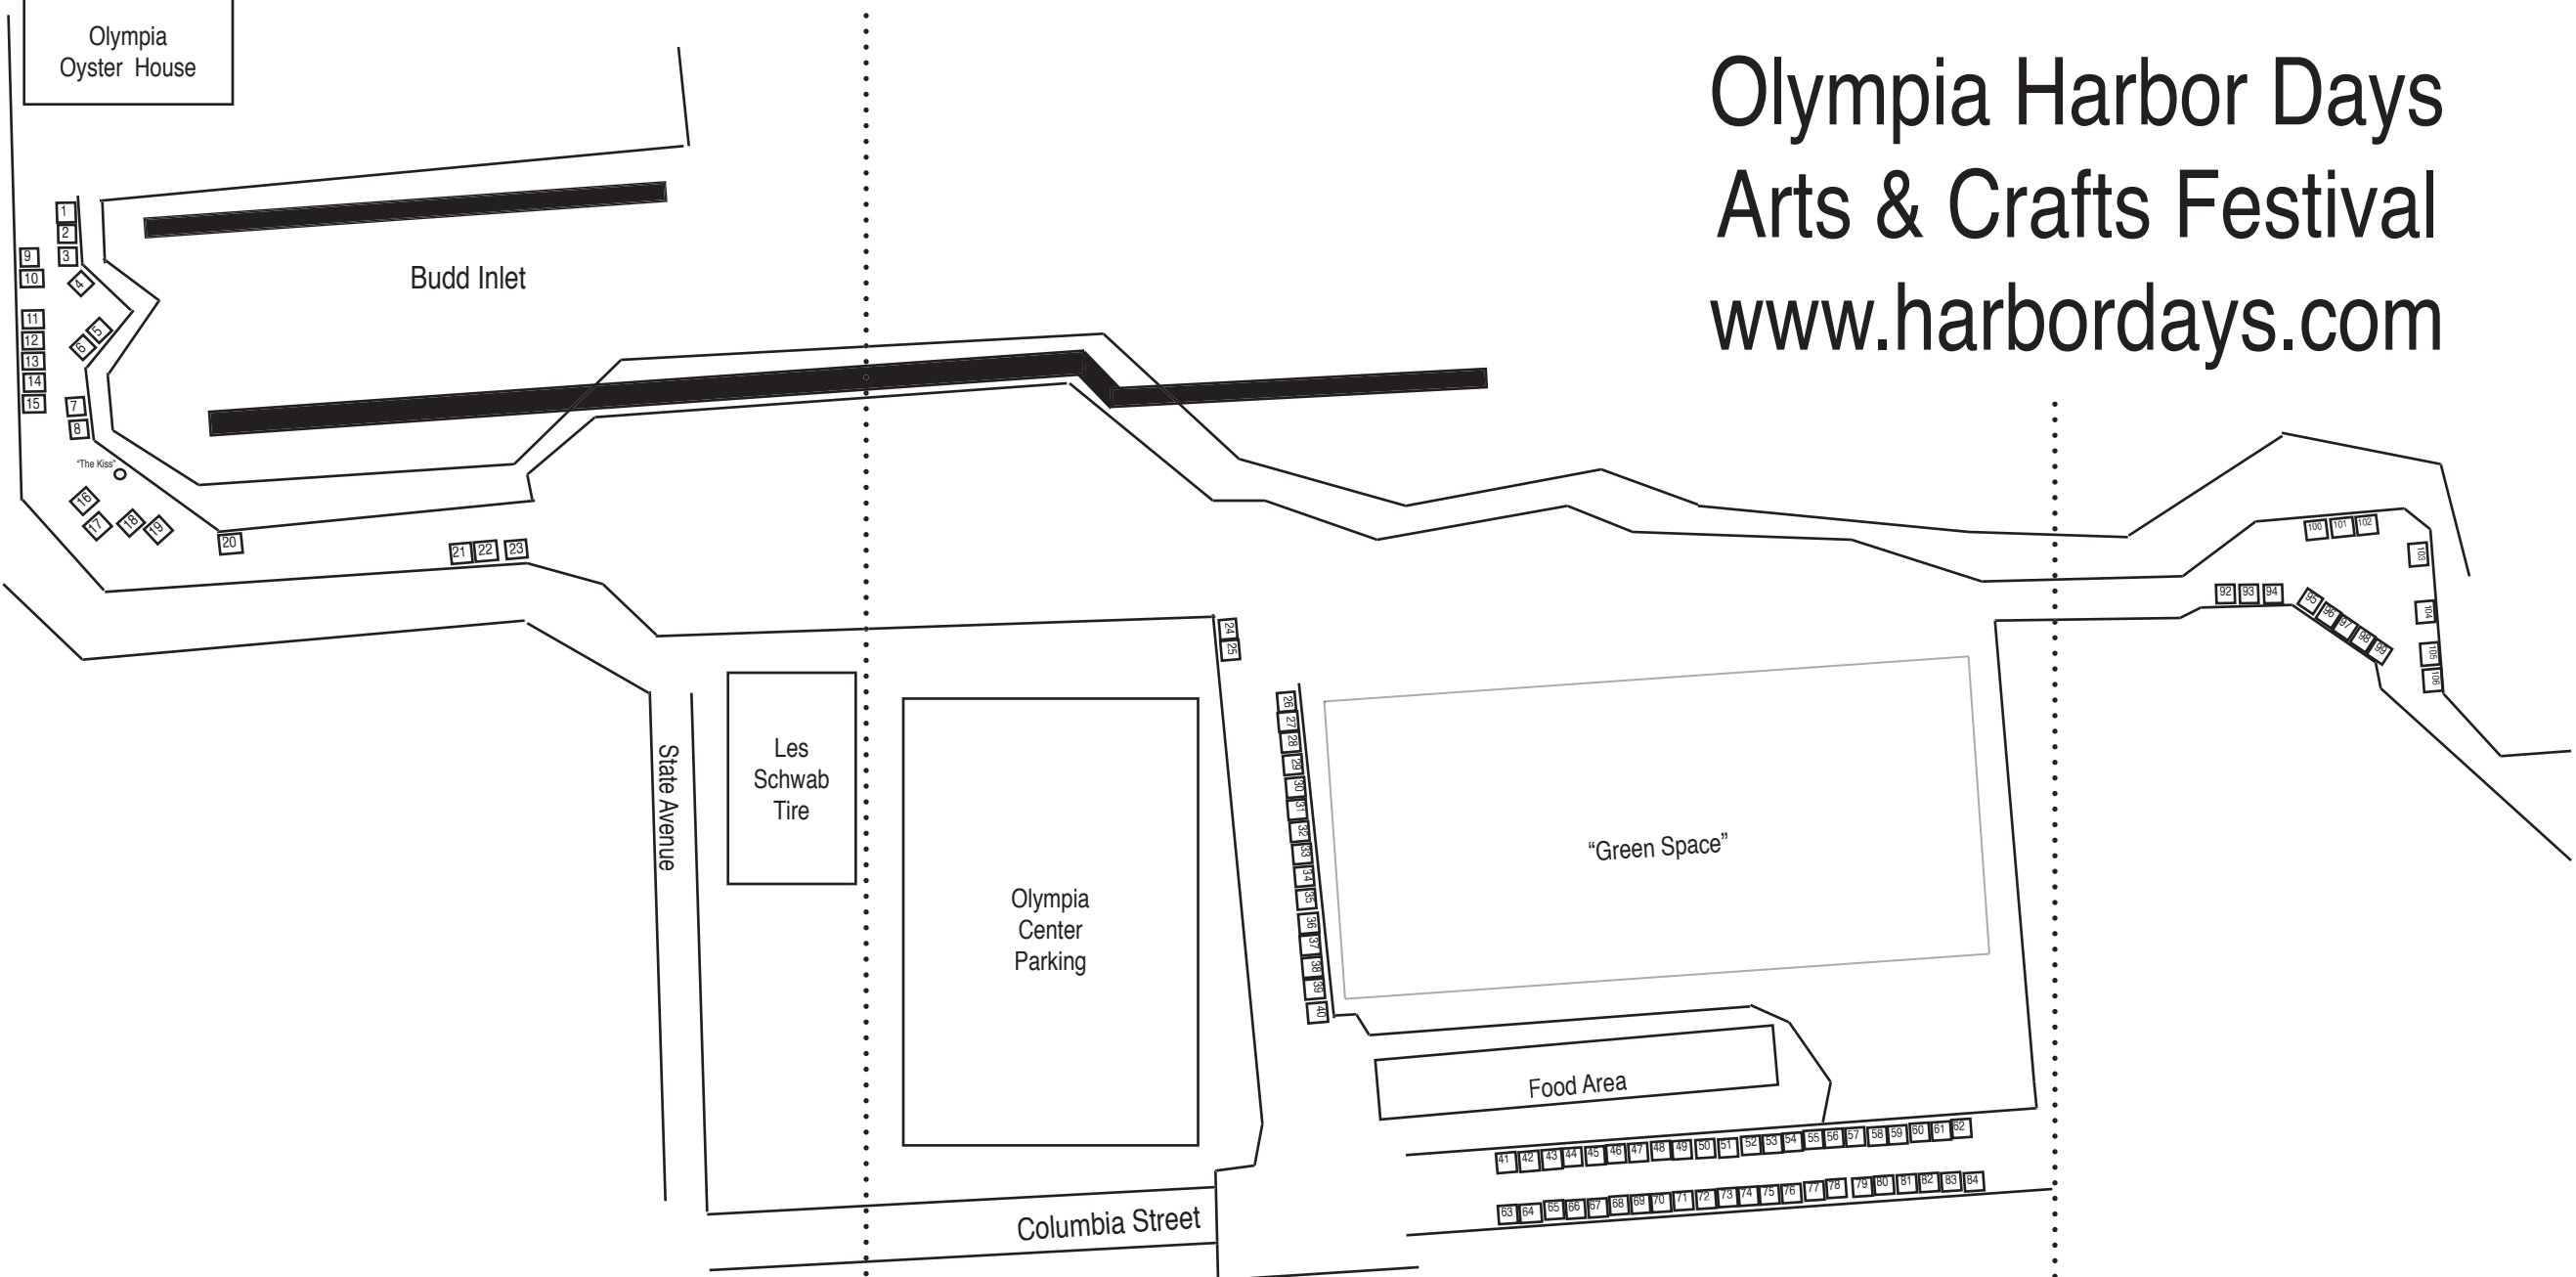 Olympia
Oyster House
Olympia Harbor Days
Arts & Crafts Festival
www.harbordays.com
Budd Inlet
1
2
3
4
5
6
7
8
9
10
11
12
13
14
15
"The Kiss"
16
17
18
19
20
21
22
23
24
25
26
27
28
29
30
31
32
33
34
35
36
37
38
39
40
State Avenue
Les
Schwab
Tire
Olympia
Center
Parking
“Green Space”
Food Area
41 42 43 44 45 46 47 48 49 50 51 52 53 54 55 56 57 58 59 60 61 62
63 64 65 66 67 68 69 70 71 72 73 74 75 76 77 78 79 80 81 82 83 84
Columbia Street
92 93 94
95
96
97
98
99
100 101 102
103
104
105
106